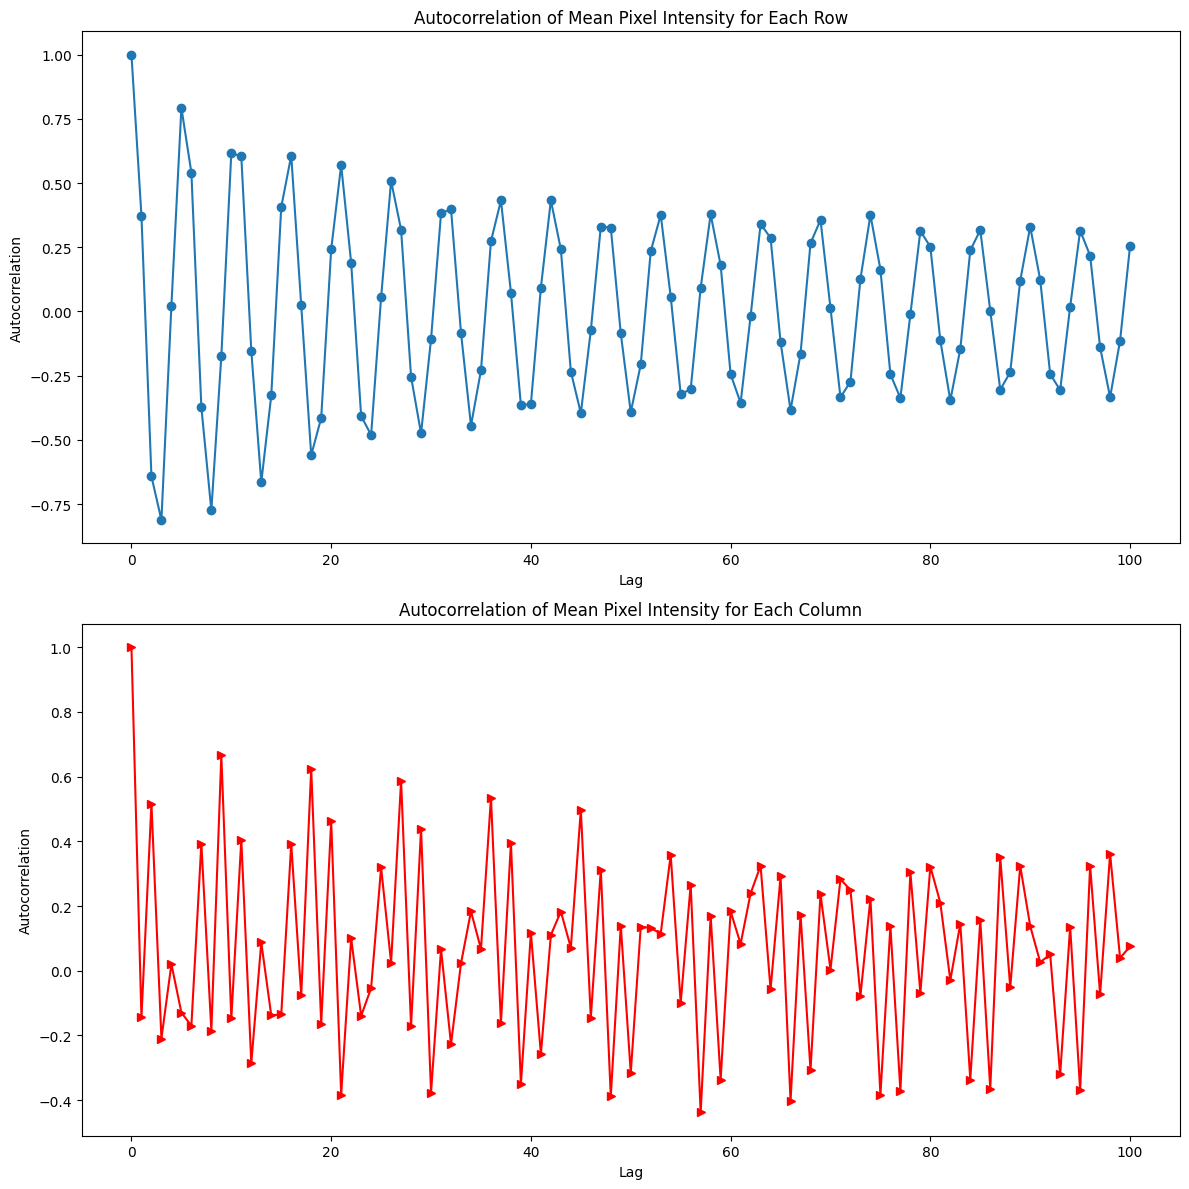 Autocorrelation of Mean Pixel Intensity for Each Row
1.00
0.75
0.50
0.25
0.00
−0.25
−0.50
−0.75
Autocorrelation
0 20 40 60 80 100
Lag
Autocorrelation of Mean Pixel Intensity for Each Column
1.0
0.8
0.6
0.4
0.2
0.0
−0.2
−0.4
Autocorrelation
0 20 40 60 80 100
Lag